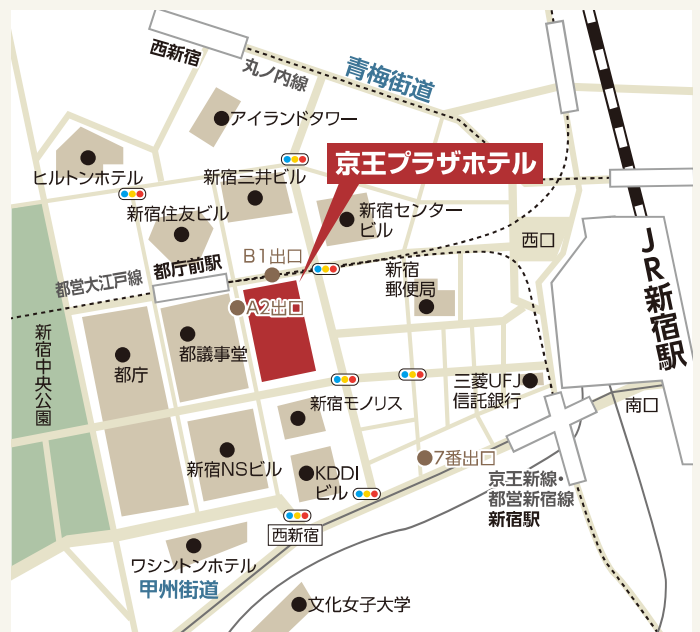 西新宿
丸ノ内線
青梅街道
アイランドタワー
京王プラザホテル
ヒルトンホテル
新宿三井ビル
新宿住友ビル
新宿センター
ビル
西口
JR新宿駅
B1出口
都庁前駅
都営大江戸線
新宿
郵便局
A2出口
新宿中央公園
都庁
都議事堂
三菱UFJ
信託銀行
南口
新宿モノリス
新宿NSビル
KDDI
ビル
7番出口
京王新線・
都営新宿線
新宿駅
西新宿
ワシントンホテル
甲州街道
文化女子大学